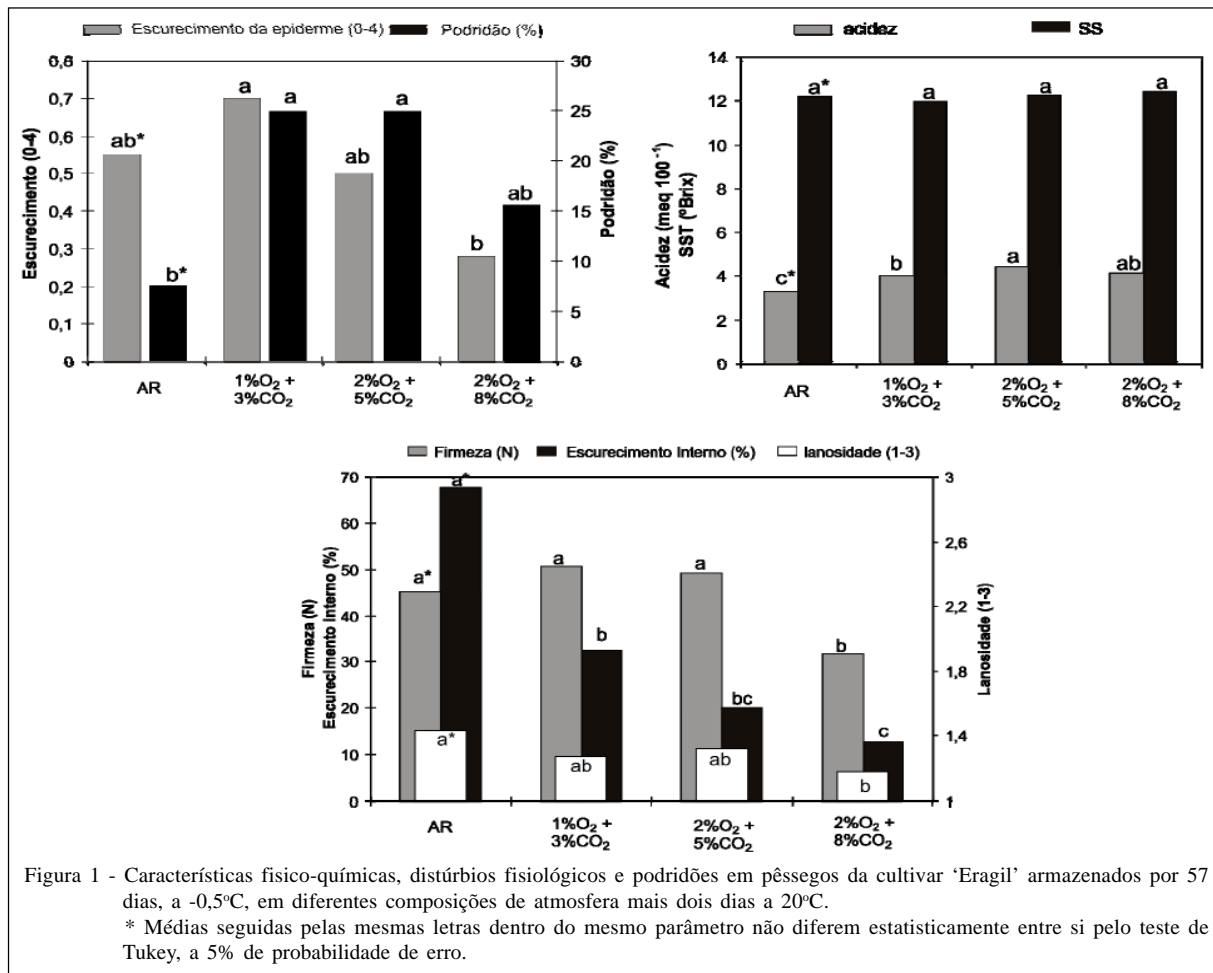 Escurecimento da epiderme (0-4) Podridão (%)
0,8
0,7
0,6
0,5
0,4
0,3
0,2
0,1
0
Escurecimento (0-4)
ab*
b*
a
a
ab
a
b
ab
30
25
20
15
10
5
0
Podridão (%)
AR
1%O₂ +
3%CO₂
2%O₂ +
5%CO₂
2%O₂ +
8%CO₂
acidez SS
14
12
10
8
6
4
2
0
Acidez (meq 100⁻¹)
SST (ºBrix)
c*
a*
b
a
a
a
ab
a
AR
1%O₂ +
3%CO₂
2%O₂ +
5%CO₂
2%O₂ +
8%CO₂
Firmeza (N) Escurecimento Interno (%) lanosidade (1-3)
70
60
50
40
30
20
10
0
Firmeza (N)
Escurecimento Interno (%)
a*
a*
a*
a
b
ab
a
bc
ab
b
c
b
3
2,6
2,2
1,8
1,4
1
Lanosidade (1-3)
AR
1%O₂ +
3%CO₂
2%O₂ +
5%CO₂
2%O₂ +
8%CO₂
Figura 1 - Características fisico-químicas, distúrbios fisiológicos e podridões em pêssegos da cultivar ‘Eragil’ armazenados por 57
dias, a -0,5ºC, em diferentes composições de atmosfera mais dois dias a 20ºC.
* Médias seguidas pelas mesmas letras dentro do mesmo parâmetro não diferem estatisticamente entre si pelo teste de
Tukey, a 5% de probabilidade de erro.